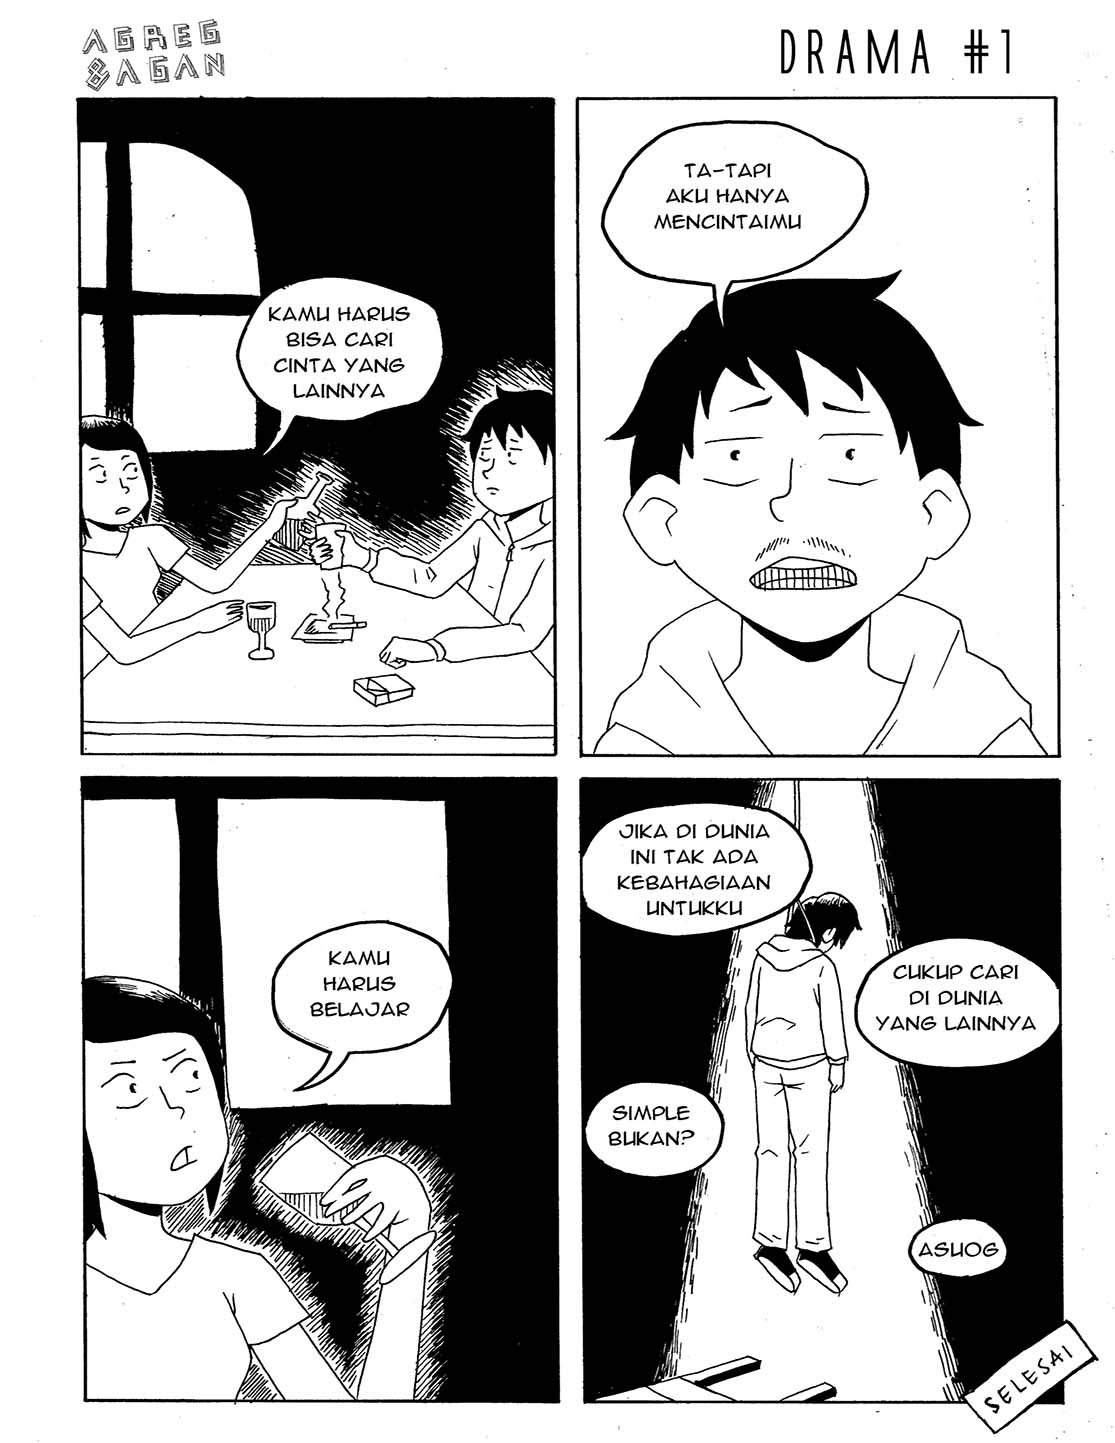 AGREG
&AGAN
DRAMA #1
KAMU HARUS
BISA CARI
CINTA YANG
LAINNYA
TA-TAPI
AKU HANYA
MENCINTAIMU
KAMU
HARUS
BELAJAR
JIKA DI DUNIA
INI TAK ADA
KEBAHAGIAAN
UNTUKKU
CUKUP CARI
DI DUNIA
YANG LAINNYA
SIMPLE
BUKAN?
ASUOG
SELESAI